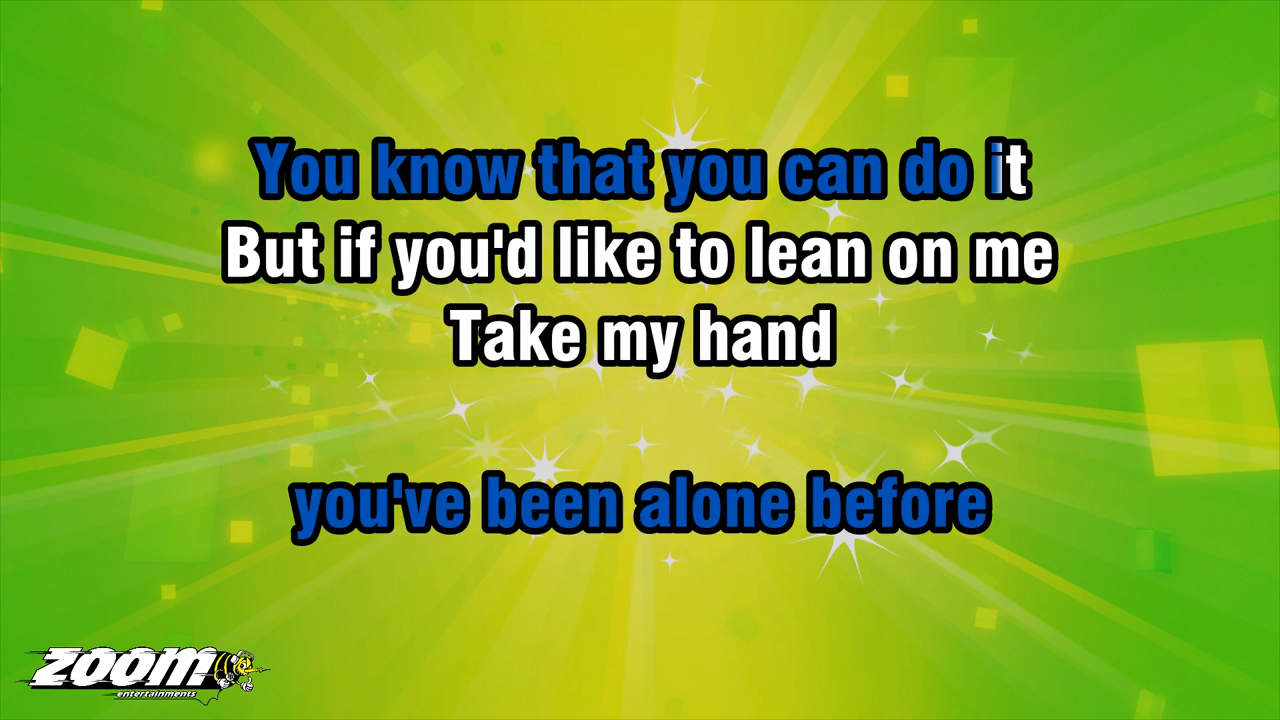 You know that you can do it
But if you'd like to lean on me
Take my hand
you've been alone before
zoom
entertainments